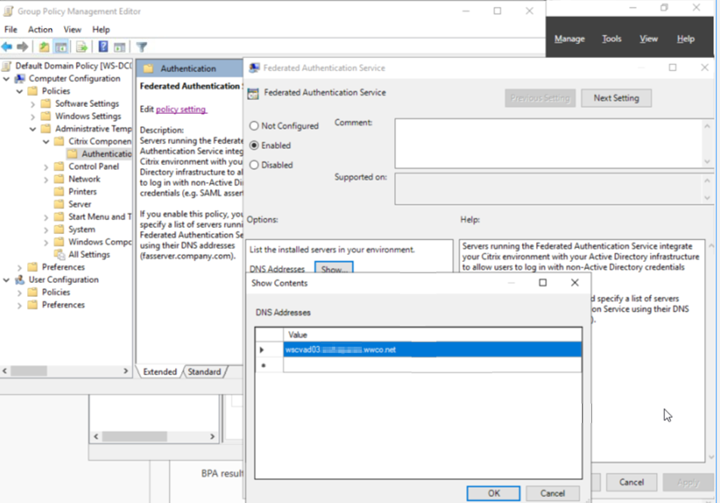 Group Policy Management Editor
File Action View Help
Manage Tools View Help
Default Domain Policy [WS-DC
Computer Configuration
Policies
Software Settings
Windows Settings
Administrative Temp
Citrix Componen
Authenticatio
Control Panel
Network
Printers
Server
Start Menu and T
System
Windows Compo
All Settings
Preferences
User Configuration
Policies
Preferences
Authentication
Federated Authentication
Edit policy setting.
Description:
Servers running the Federat
Authentication Service integ
Citrix environment with you
Directory infrastructure to al
to log in with non-Active Di
credentials (e.g. SAML asser
If you enable this policy, yo
specify a list of servers runni
Federated Authentication Se
using their DNS addresses
(fasserver.company.com).
Extended Standard
Federated Authentication Service
Federated Authentication Service
Previous Setting Next Setting
Not Configured
Enabled
Disabled
Comment:
Supported on:
Options:
Help:
List the installed servers in your environment.
DNS Addresses Show...
Servers running the Federated Authentication Service integrate
your Citrix environment with your Active Directory infrastructure
to allow users to log in with non-Active Directory credentials
d specify a list of servers
on Service using their DNS
).
Show Contents
DNS Addresses
Value
wscvad03. .wwco.net
OK Cancel
Cancel Apply
BPA result